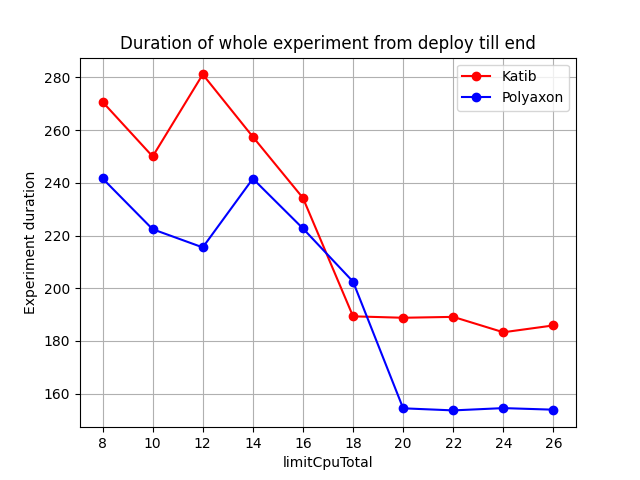 Duration of whole experiment from deploy till end
Katib
Polyaxon
Experiment duration
280
260
240
220
200
180
160
8 10 12 14 16 18 20 22 24 26
limitCpuTotal